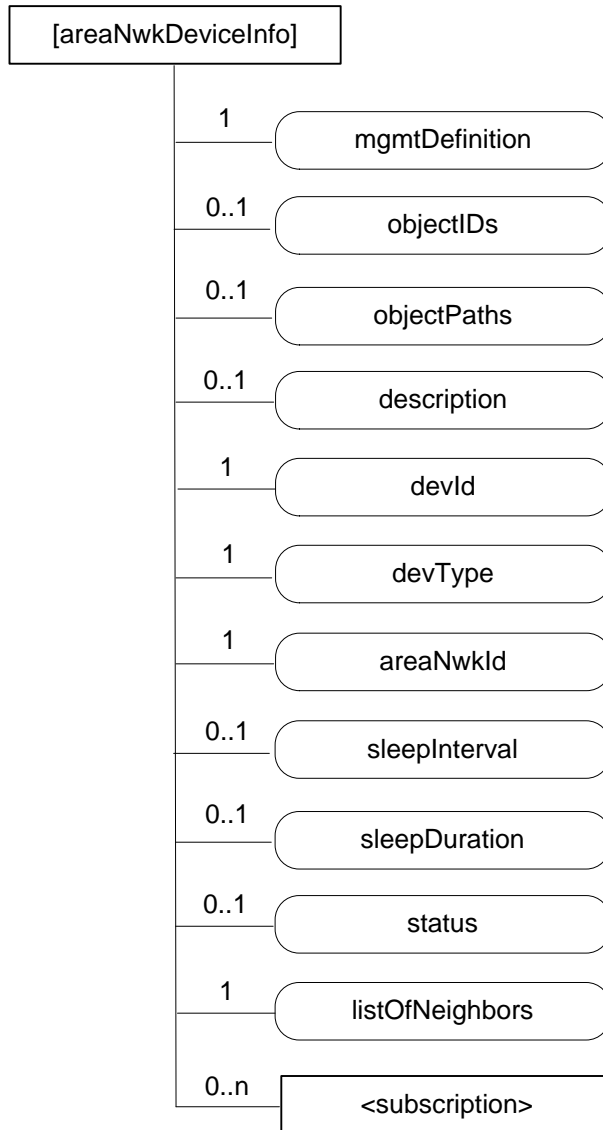 [areaNwkDeviceInfo]
1
mgmtDefinition
0..1
objectIDs
0..1
objectPaths
0..1
description
1
devId
1
devType
1
areaNwkId
0..1
sleepInterval
0..1
sleepDuration
0..1
status
1
listOfNeighbors
0..n
<subscription>